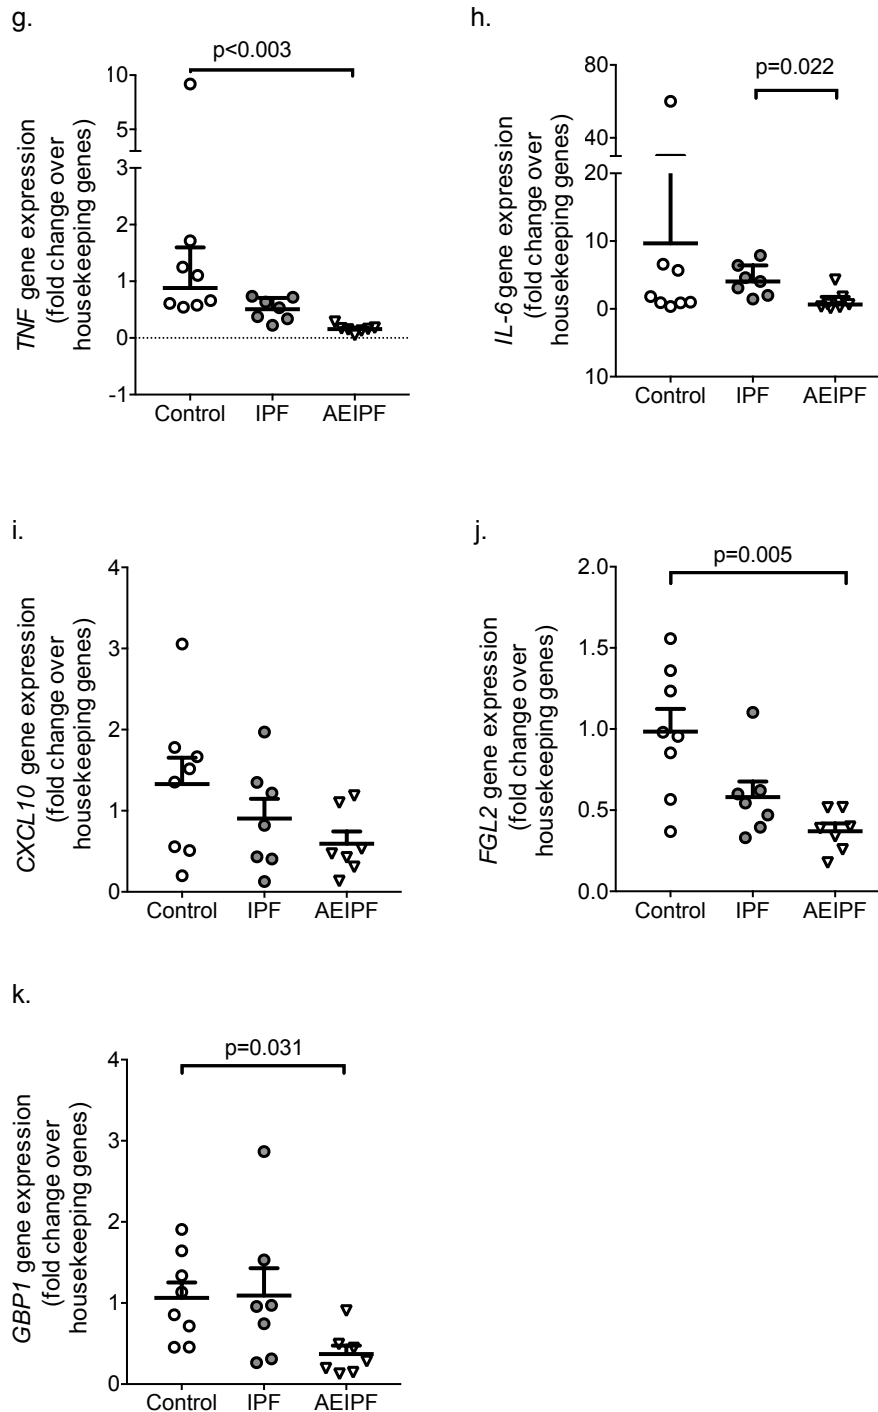 g.
p<0.003
TNF gene expression
(fold change over
housekeeping genes)
10
5
3
2
1
0
-1
Control IPF AEIPF
h.
p=0.022
IL-6 gene expression
(fold change over
housekeeping genes)
80
40
20
10
0
10
Control IPF AEIPF
i.
CXCL10 gene expression
(fold change over
housekeeping genes)
4
3
2
1
0
Control IPF AEIPF
j.
p=0.005
FGL2 gene expression
(fold change over
housekeeping genes)
2.0
1.5
1.0
0.5
0.0
Control IPF AEIPF
k.
p=0.031
GBP1 gene expression
(fold change over
housekeeping genes)
4
3
2
1
0
Control IPF AEIPF